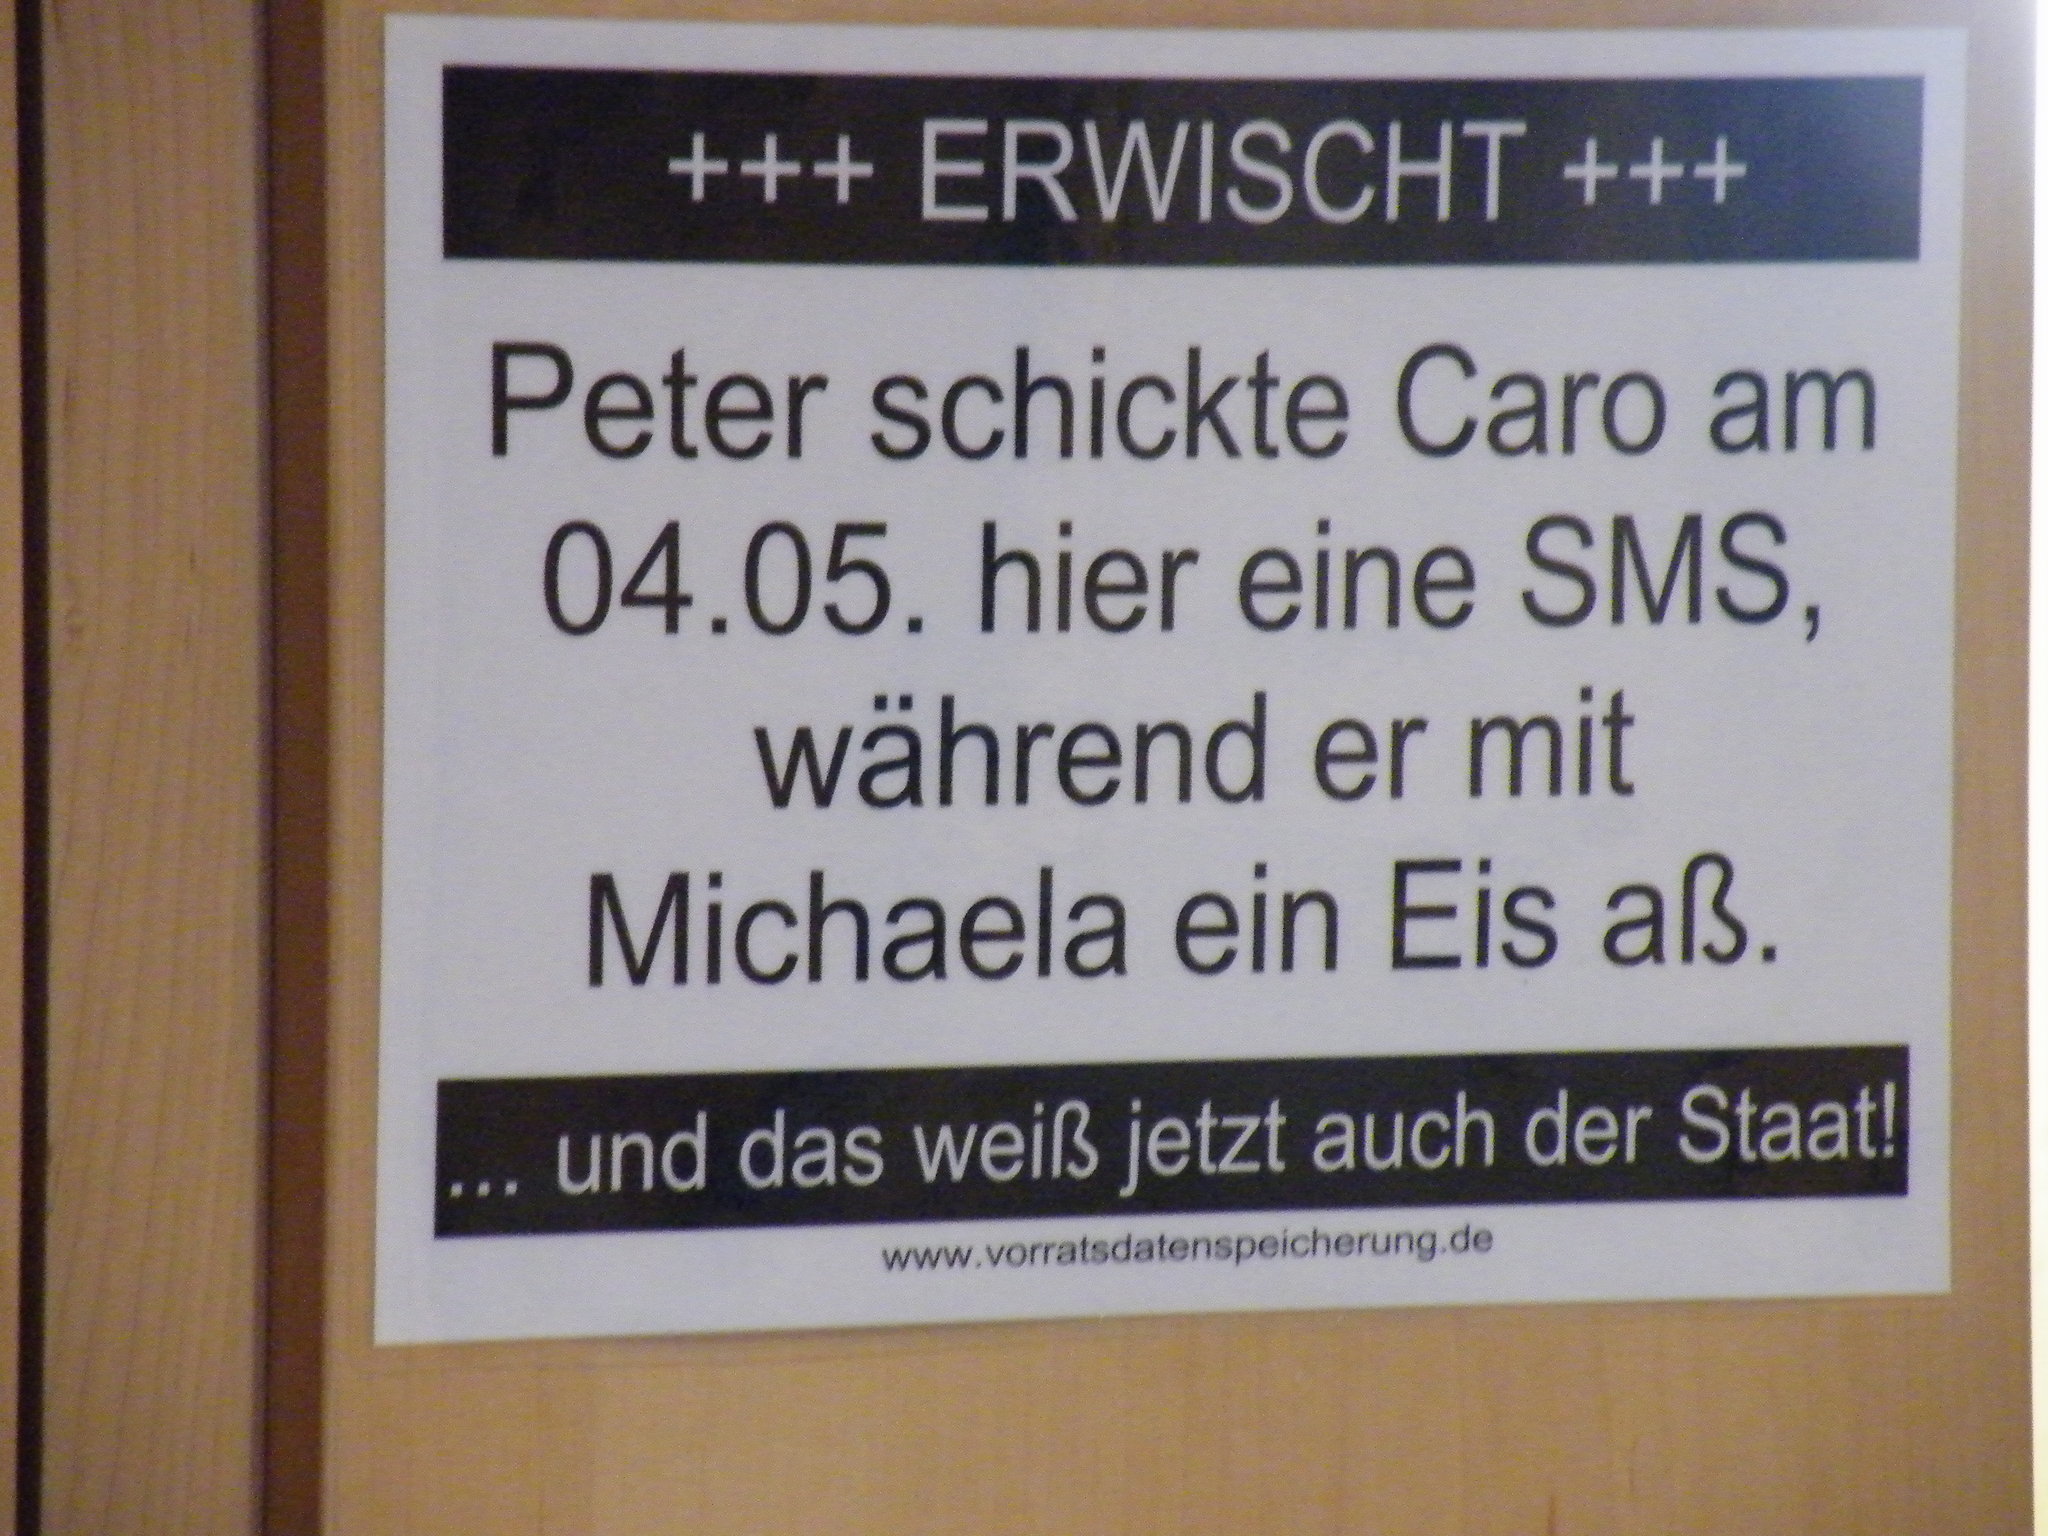 +++ ERWISCHT +++
Peter schickte Caro am
04.05. hier eine SMS,
während er mit
Michaela ein Eis aß.
... und das weiß jetzt auch der Staat!
www.vorratsdatenspeicherung.de